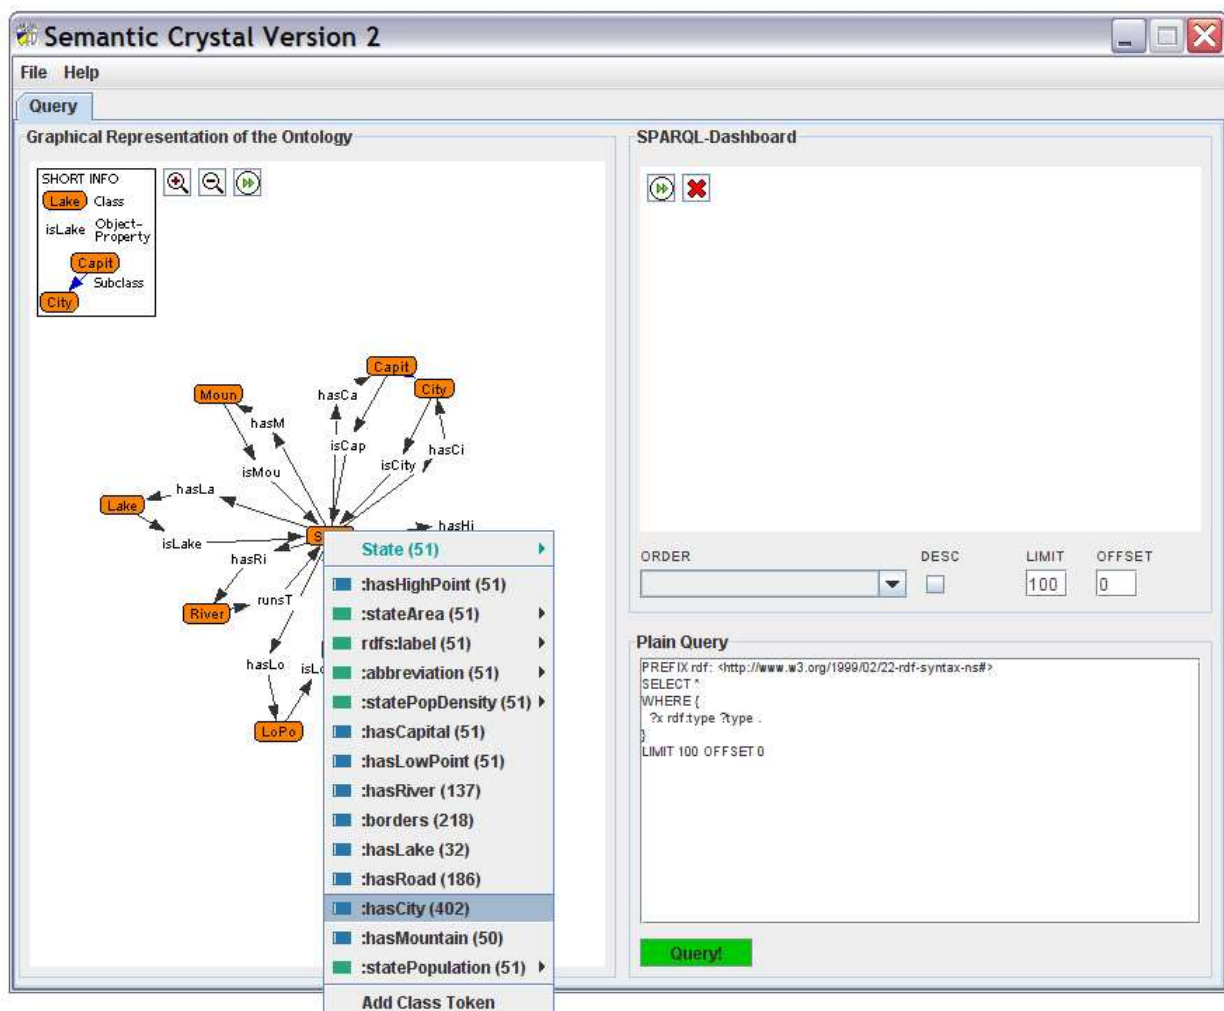 Semantic Crystal Version 2
File Help
Query
Graphical Representation of the Ontology
SHORT INFO
Lake Class
isLake Object-
Property
Capit
Subclass
City
Capit
City
Moun
hasCa
hasM
isCap
hasCi
isCity
isMou
hasLa
Lake
isLake
hasHi
hasRi
runsT
River
hasLo
LoPo
State (51)
:hasHighPoint (51)
:stateArea (51)
rdfs:label (51)
:abbreviation (51)
:statePopDensity (51)
:hasCapital (51)
:hasLowPoint (51)
:hasRiver (137)
:borders (218)
:hasLake (32)
:hasRoad (186)
:hasCity (402)
:hasMountain (50)
:statePopulation (51)
Add Class Token
SPARQL-Dashboard
ORDER DESC LIMIT OFFSET
100 0
Plain Query
PREFIX rdf: <http://www.w3.org/1999/02/22-rdf-syntax-ns#>
SELECT *
WHERE {
?x rdf:type ?type .
}
LIMIT 100 OFFSET 0
Query!